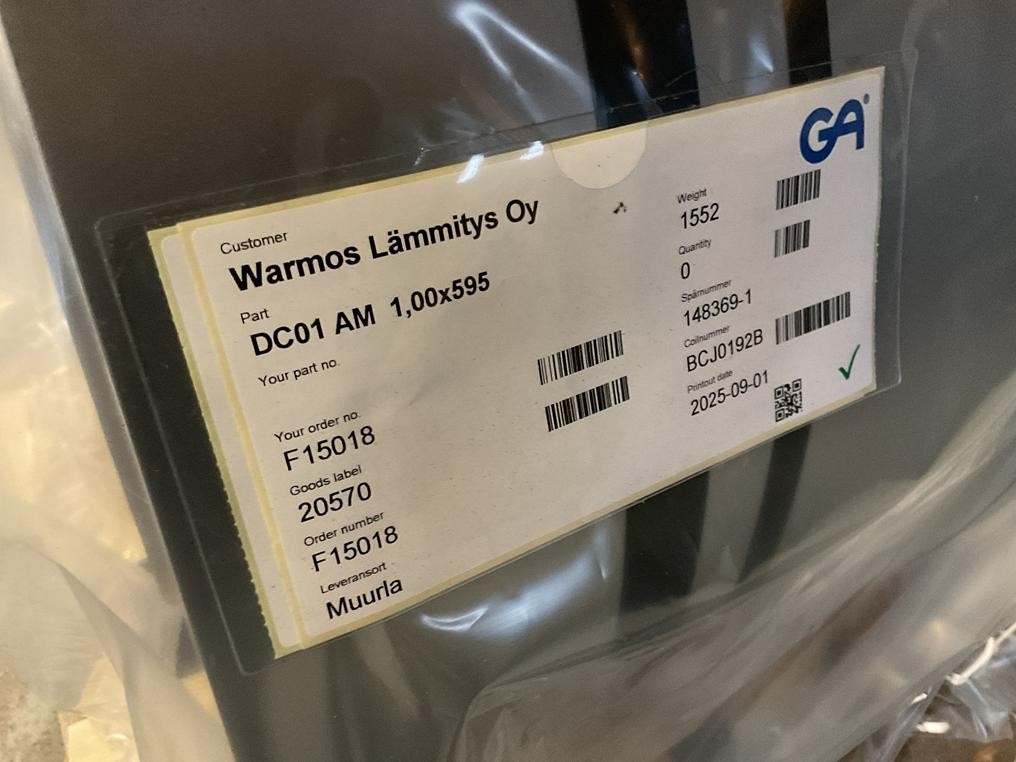 GA®
Customer
Warmos Lämmitys Oy
Part
DC01 AM 1,00x595
Your part no.
Your order no.
F15018
Goods label
20570
Order number
F15018
Leveransort
Muurla
Weight
1552
Quantity
0
Spårnummer
148369-1
Coilnummer
BCJ0192B
Printout date
2025-09-01